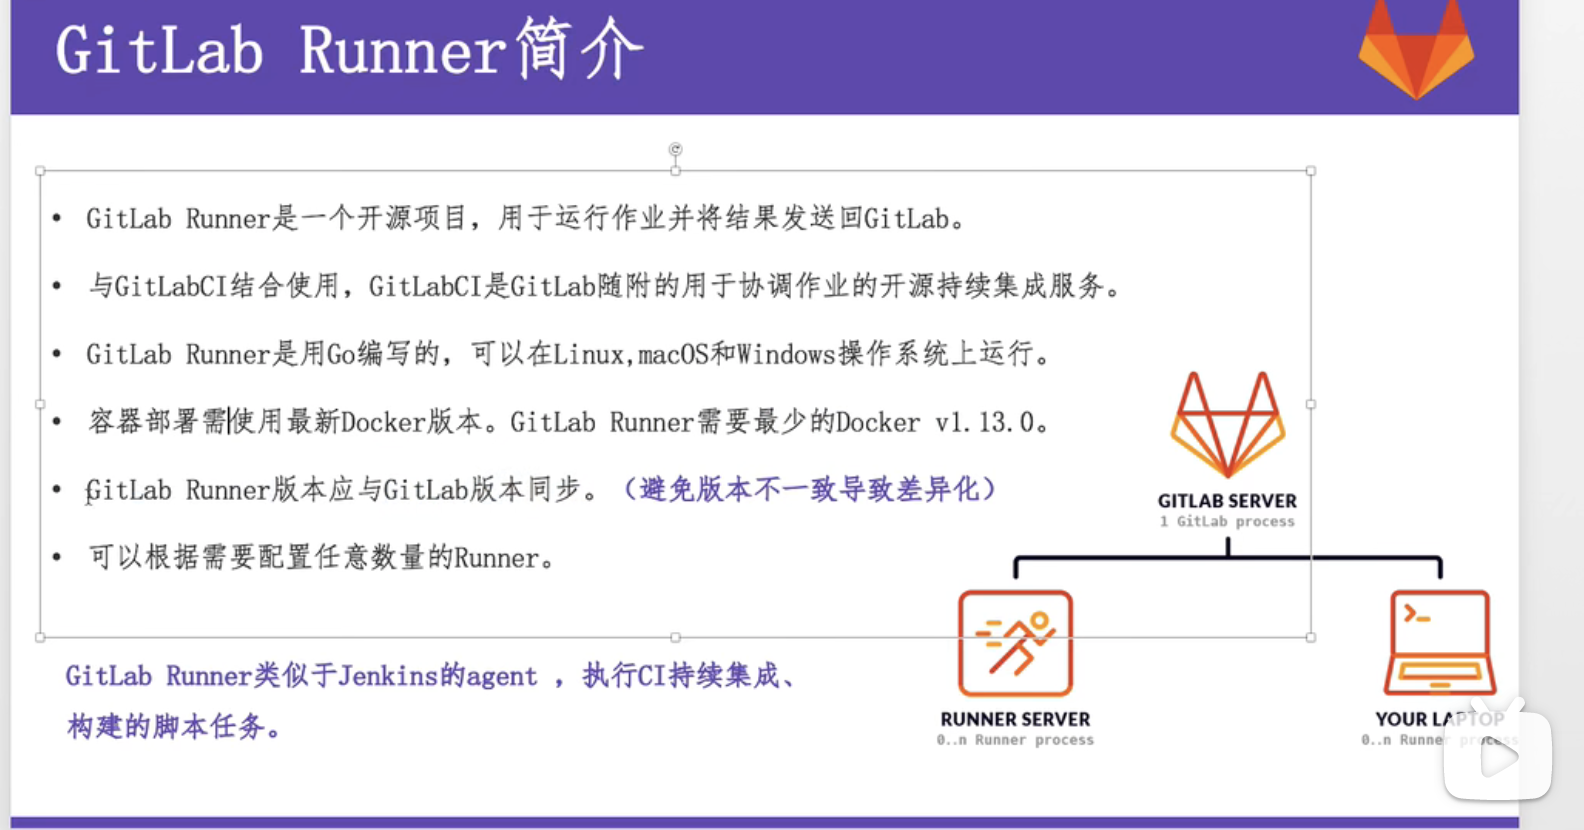 GitLab Runner简介
• GitLab Runner是一个开源项目，用于运行作业并将结果发送回GitLab。
• 与GitLabCI结合使用，GitLabCI是GitLab随附的用于协调作业的开源持续集成服务。
• GitLab Runner是用Go编写的，可以在Linux,macOS和Windows操作系统上运行。
• 容器部署需使用最新Docker版本。GitLab Runner需要最少的Docker v1.13.0。
• GitLab Runner版本应与GitLab版本同步。（避免版本不一致导致差异化）
• 可以根据需要配置任意数量的Runner。
GitLab Runner类似于Jenkins的agent ，执行CI持续集成、
构建的脚本任务。
GITLAB SERVER
1 GitLab process
RUNNER SERVER
0..n Runner process
YOUR LAPTOP
0..n Runner process